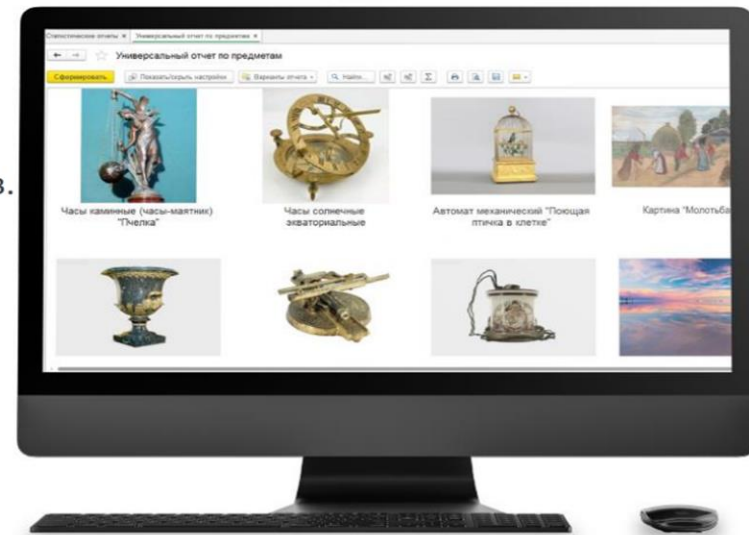 Статистические отчеты × Универсальный отчет по предметам ×
Универсальный отчет по предметам
Сформировать Показать/скрыть настройки Варианты отчета Найти...
в.
Часы каминные (часы-маятник)
"Пчелка"
Часы солнечные
экваториальные
Автомат механический "Поющая
птичка в клетке"
Картина "Молотьба